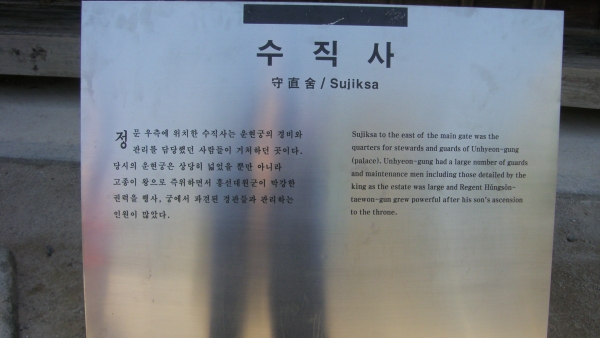 수직사
守直舍 / Sujiksa
정문 우측에 위치한 수직사는 운현궁의 경비와
관리를 담당했던 사람들이 거처하던 곳이다.
당시의 운현궁은 상당히 넓었을 뿐만 아니라
고종이 왕으로 즉위하면서 흥선대원군이 막강한
권력을 행사, 궁에서 파견된 경관들과 관리하는
인원이 많았다.
Sujiksa to the east of the main gate was the
quarters for stewards and guards of Unhyeon-gung
(palace). Unhyeon-gung had a large number of guards
and maintenance men including those detailed by the
king as the estate was large and Regent Hŭngsŏn-
taewon-gun grew powerful after his son's ascension
to the throne.